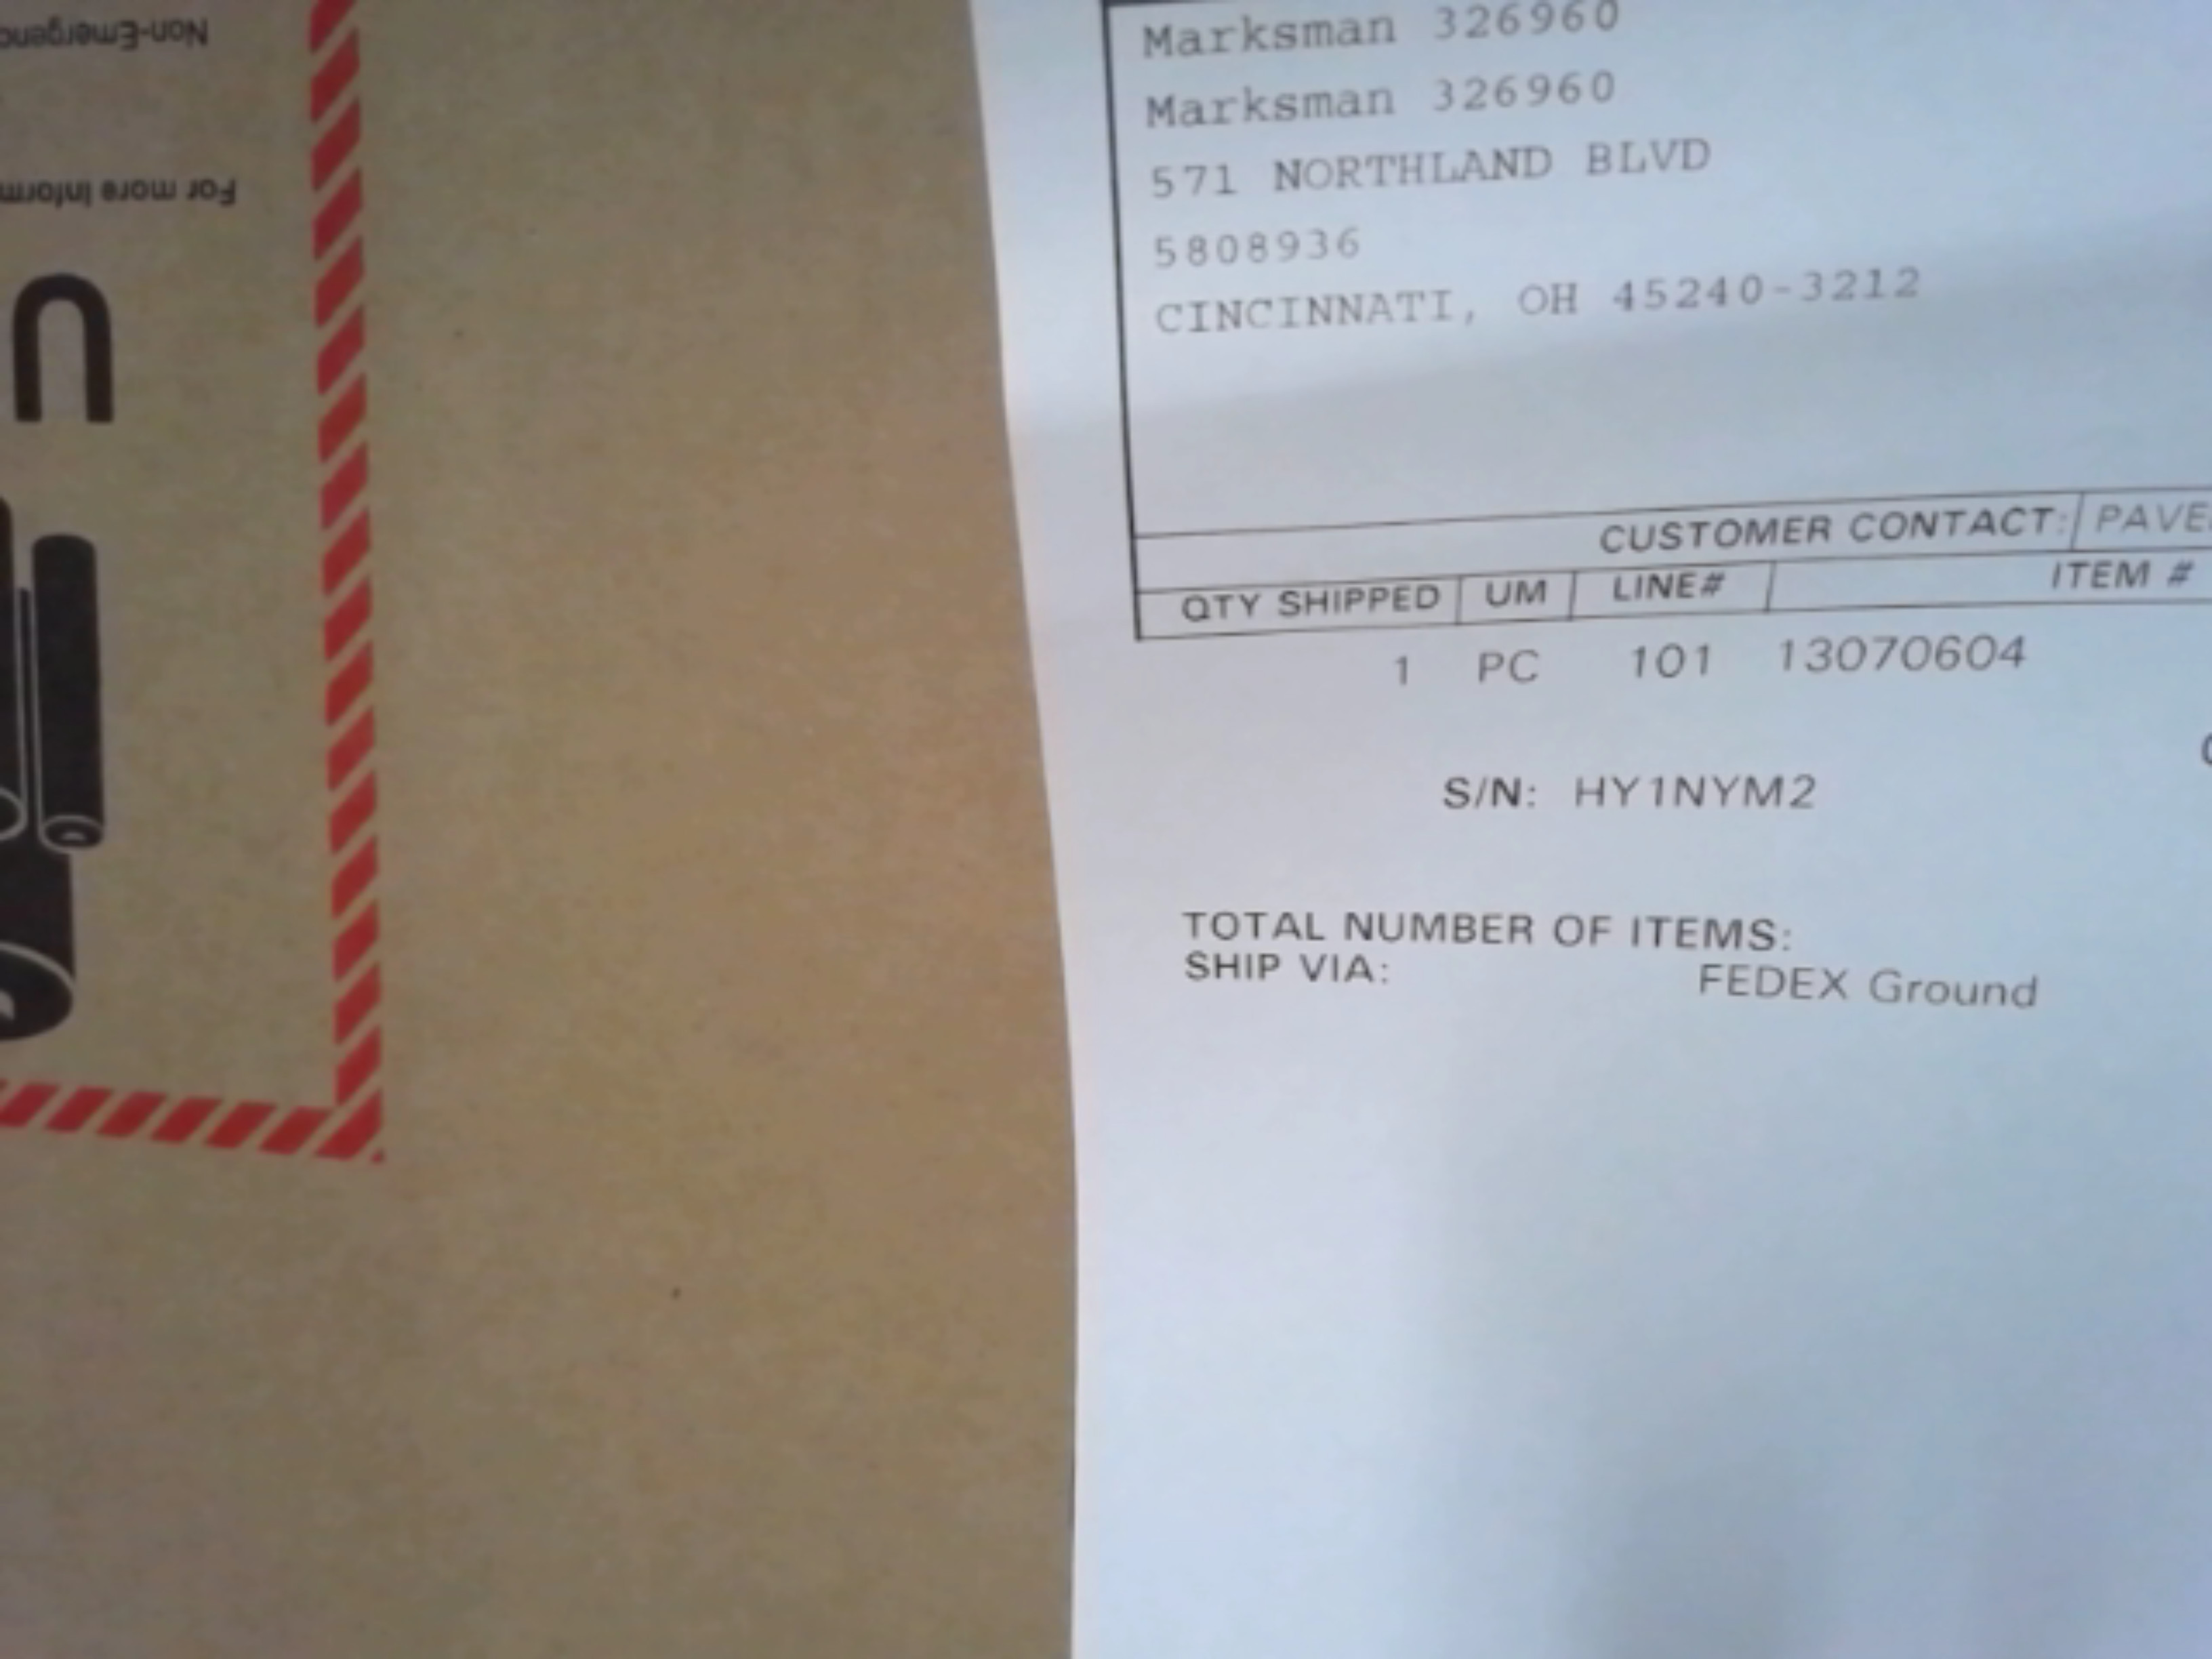 Non-Emergenc
For more inform
U
Marksman 326960
Marksman 326960
571 NORTHLAND BLVD
5808936
CINCINNATI, OH 45240-3212
CUSTOMER CONTACT: PAVE
QTY SHIPPED UM LINE# ITEM #
1 PC 101 13070604
S/N: HY1NYM2
TOTAL NUMBER OF ITEMS:
SHIP VIA: FEDEX Ground